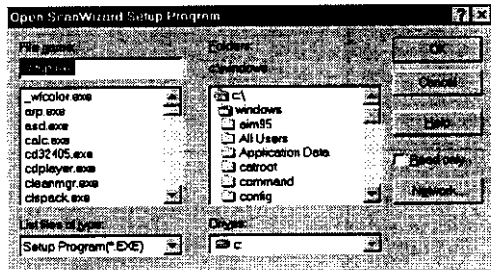 Open ScanWizard Setup Program
File name:
Folders:
c:\windows
OK
Cancel
Help
Read only
Network...
_wfcolor.exe
arp.exe
asd.exe
calc.exe
cd32405.exe
cdplayer.exe
cleanmgr.exe
clspack.exe
c:\
windows
aim95
All Users
Application Data
catroot
command
config
List files of type:
Setup Program(*.EXE)
Drives:
c: